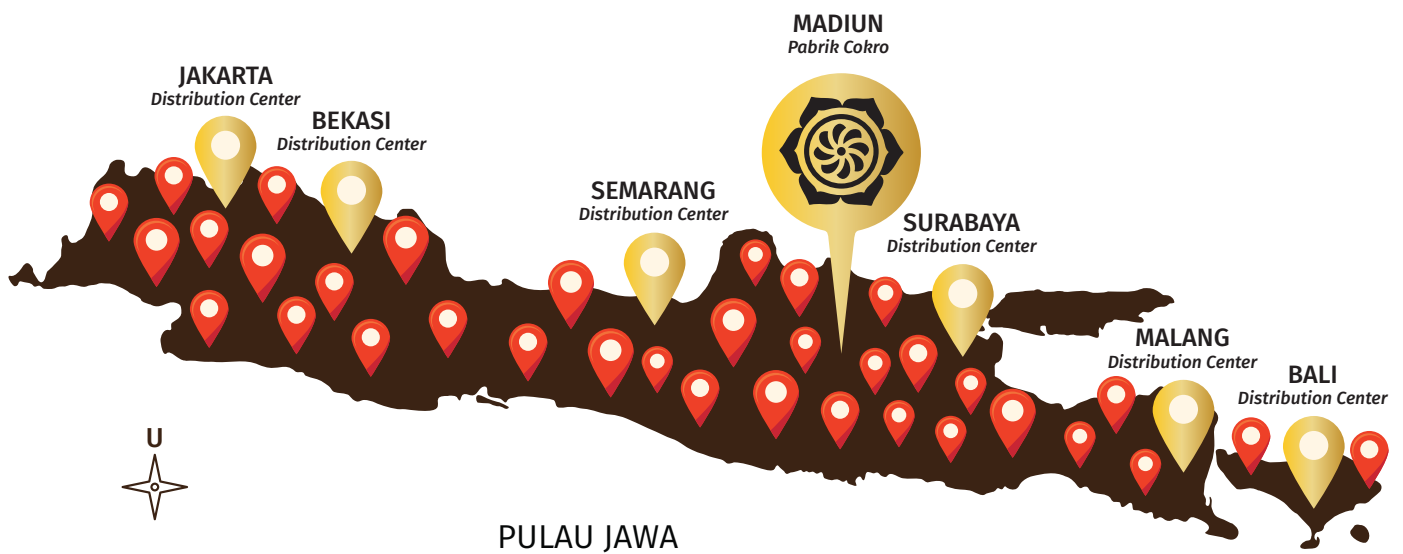 MADIUN
Pabrik Cokro
JAKARTA
Distribution Center
BEKASI
Distribution Center
SEMARANG
Distribution Center
SURABAYA
Distribution Center
MALANG
Distribution Center
BALI
Distribution Center
U
PULAU JAWA